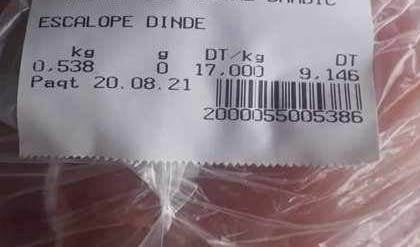 ESCALOPE DINDE
kg g DT/kg DT
0,538 0 17,000 9,146
Paqt 20.08.21
2000055005386